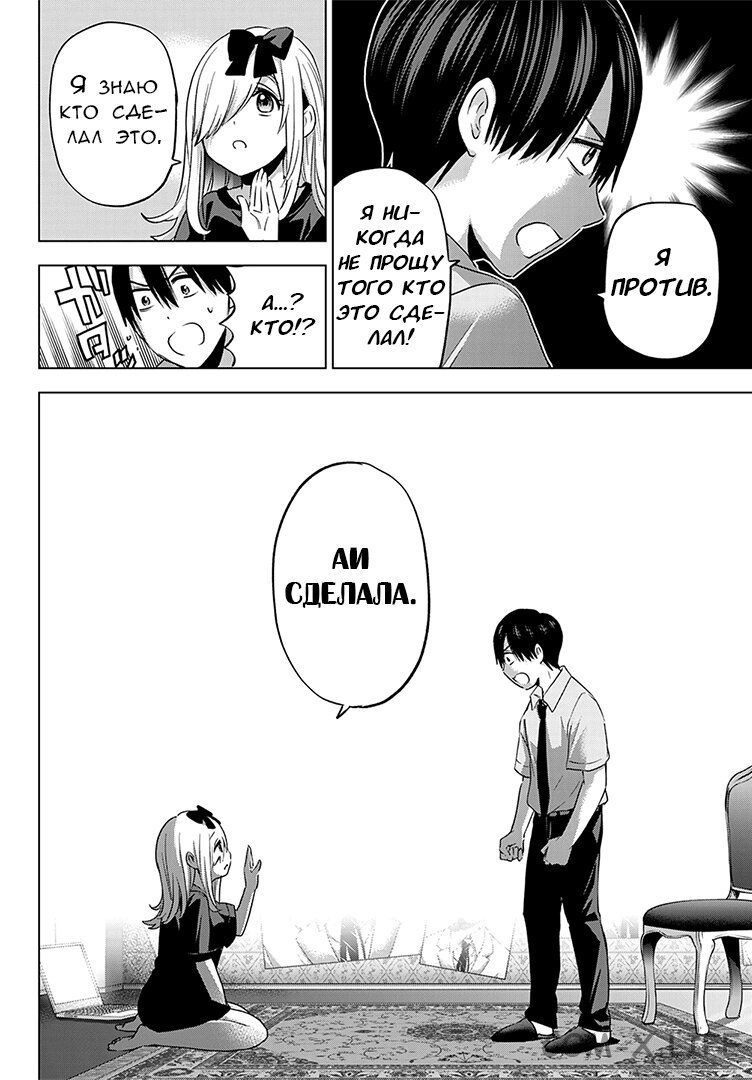 Я
ПРОТИВ.
Я НИ-
КОГДА
НЕ ПРОЩУ
ТОГО КТО
ЭТО СДЕ-
ЛАЛ!
Я ЗНАЮ
КТО СДЕ-
ЛАЛ ЭТО.
А...?
КТО!?
АИ
СДЕЛАЛА.